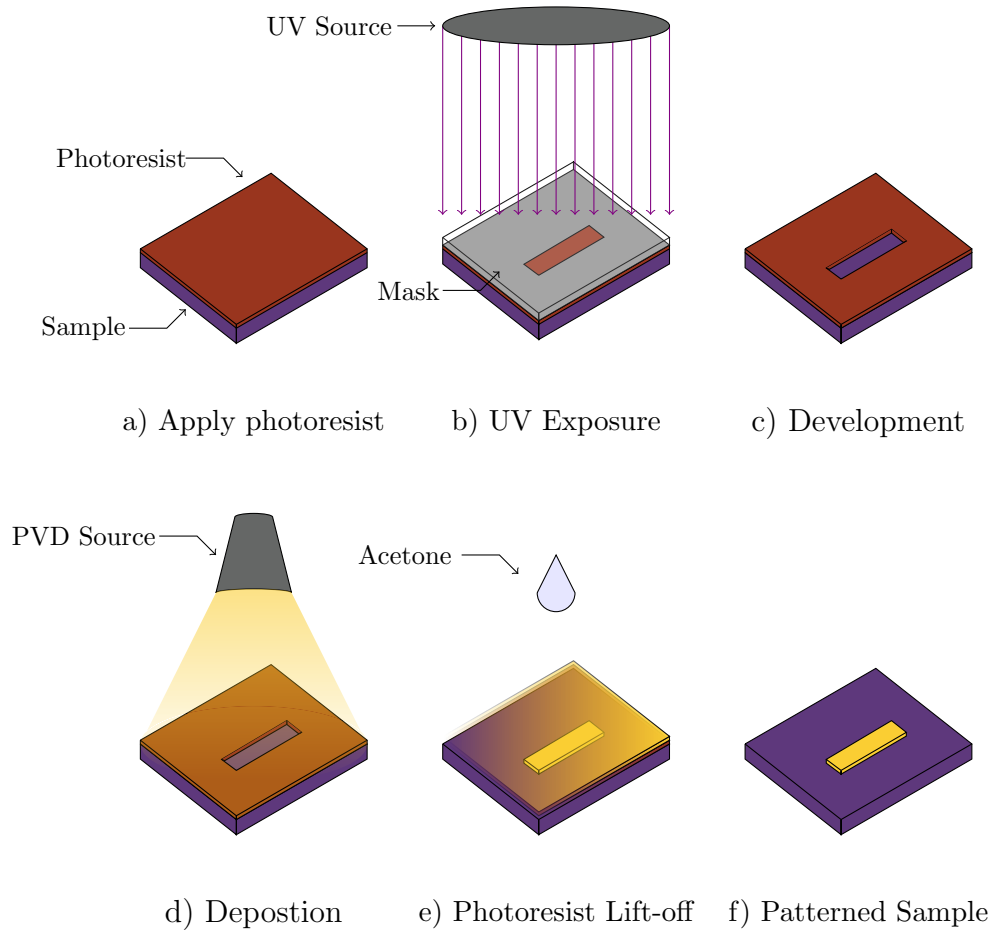 UV Source
Photoresist
Mask
Sample
a) Apply photoresist
b) UV Exposure
c) Development
PVD Source
Acetone
d) Depostion
e) Photoresist Lift-off
f) Patterned Sample